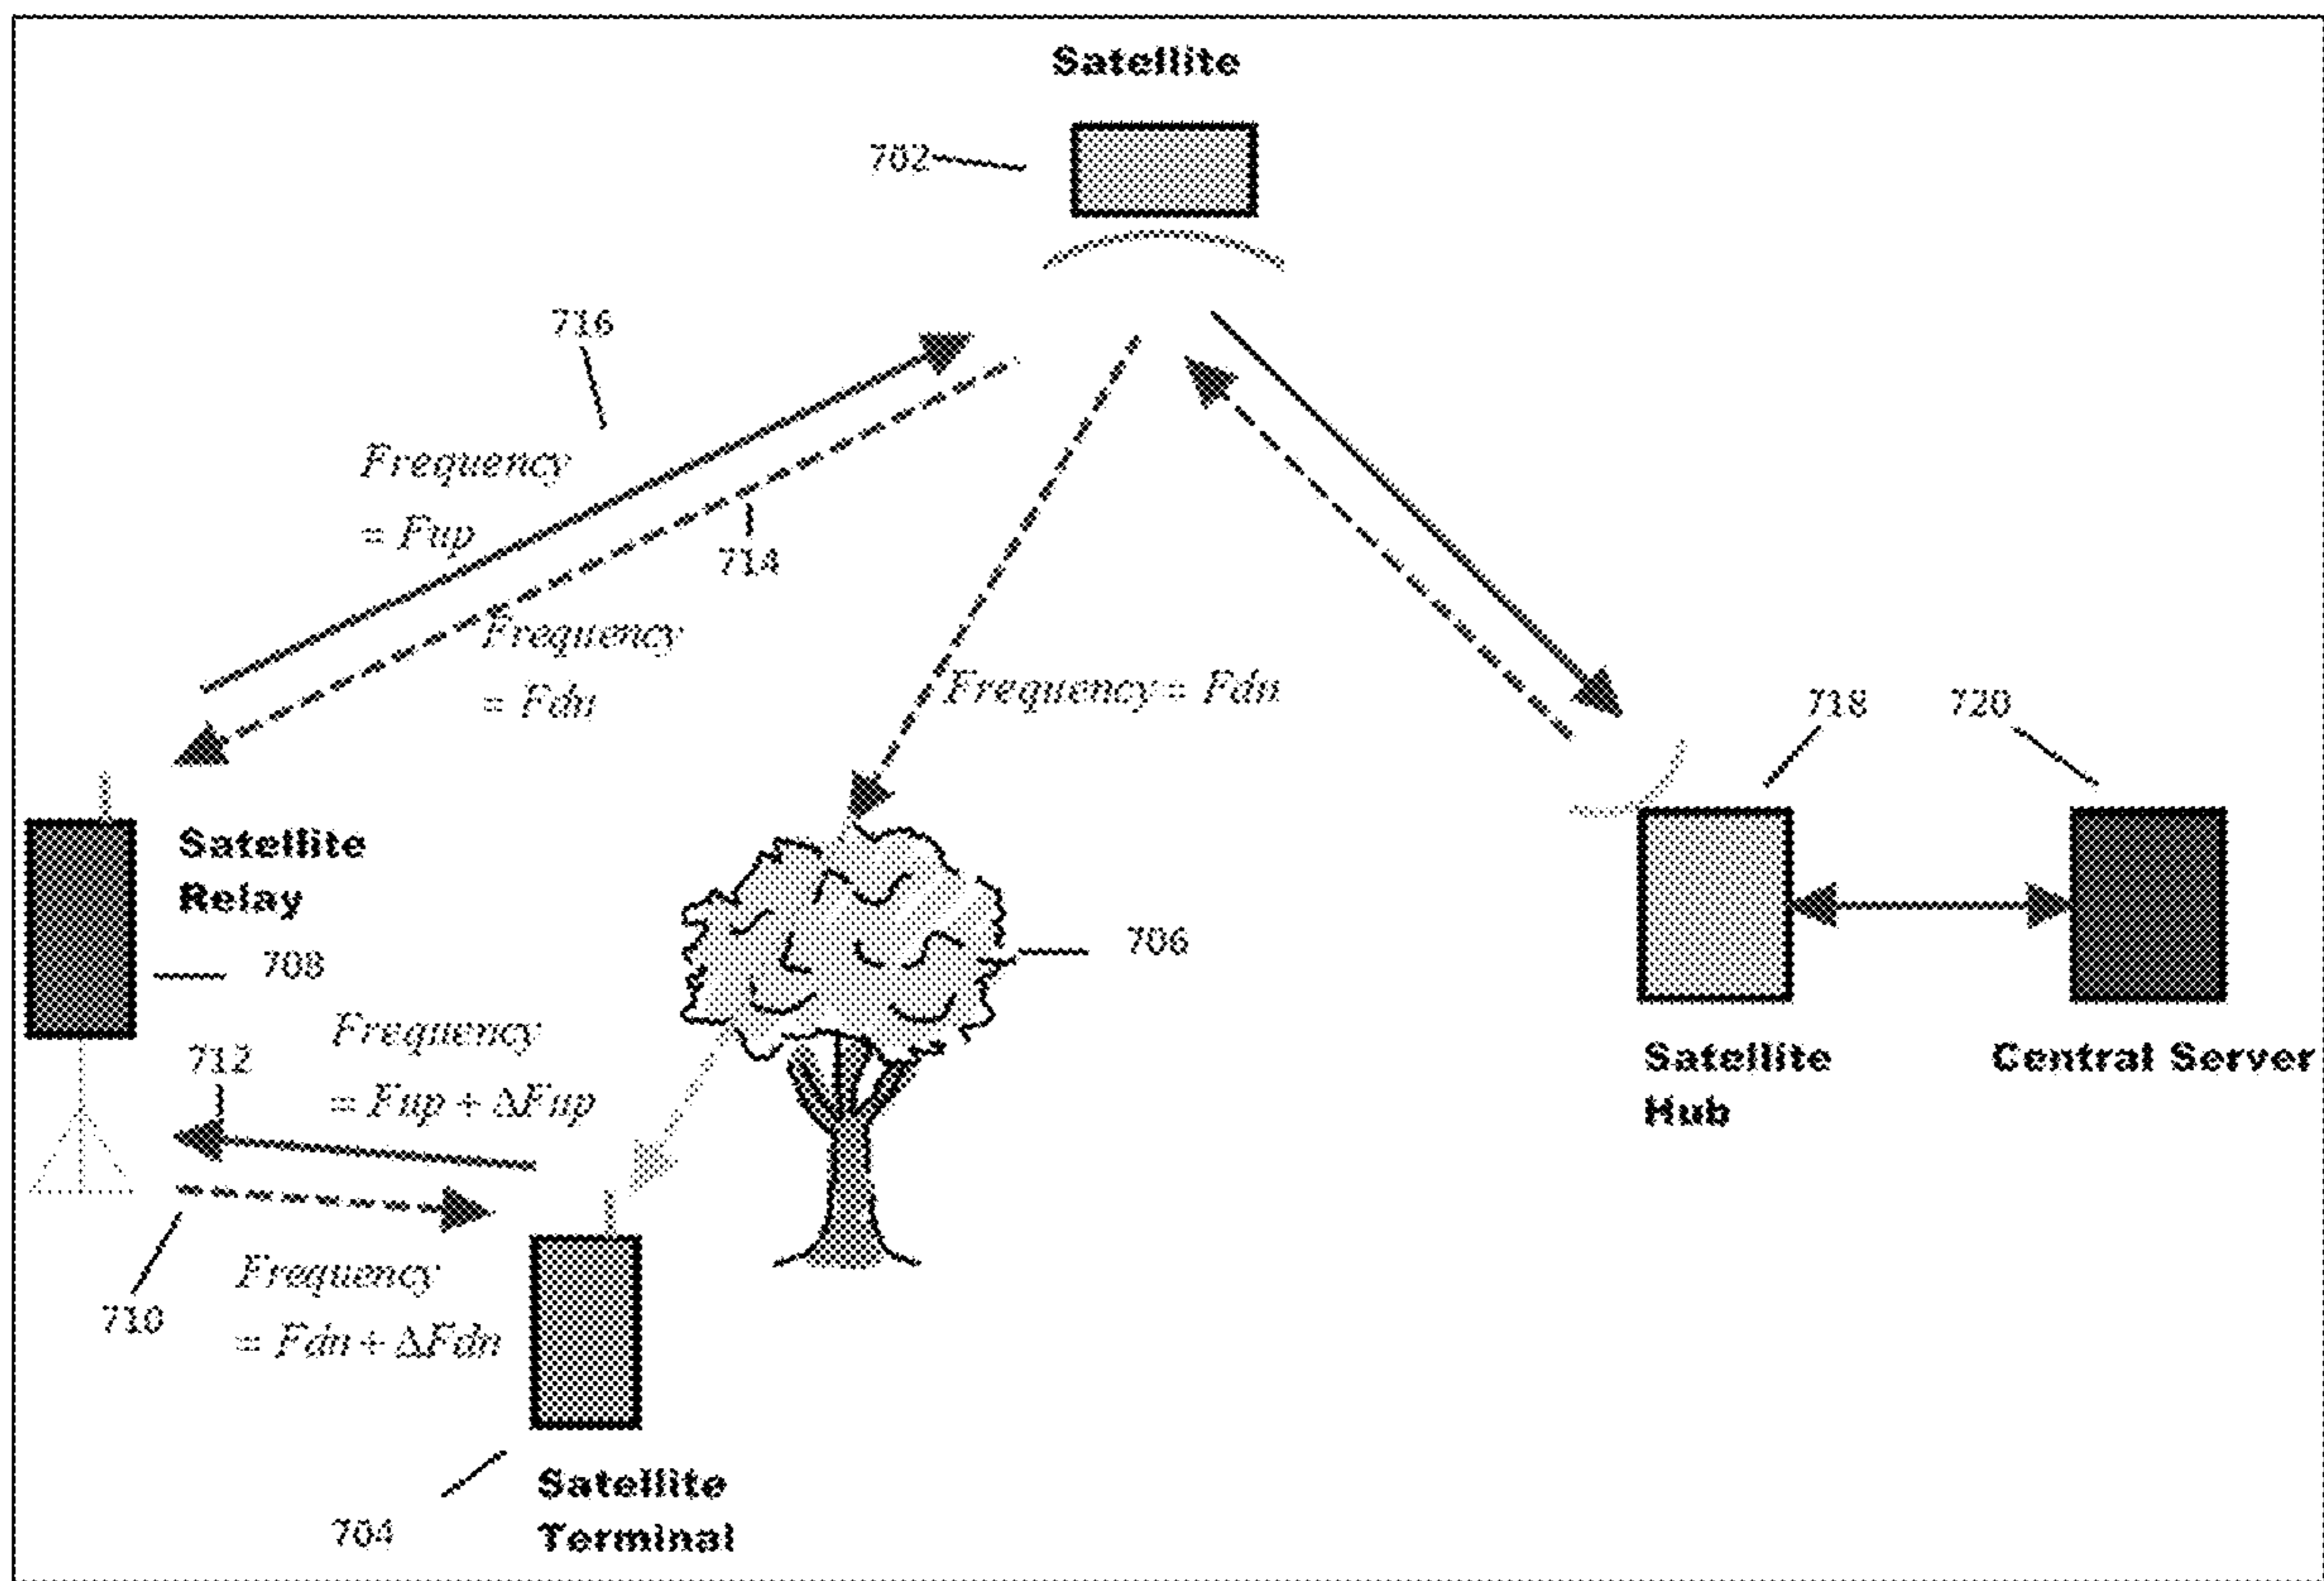 Satellite
702
716
Frequency
= Fup
714
Frequency
= Fdn
Frequency = Fdn
718
720
Satellite
Relay
708
706
Frequency
= Fup + ΔFup
712
Satellite
Hub
Central Server
710
Frequency
= Fdn + ΔFdn
704
Satellite
Terminal